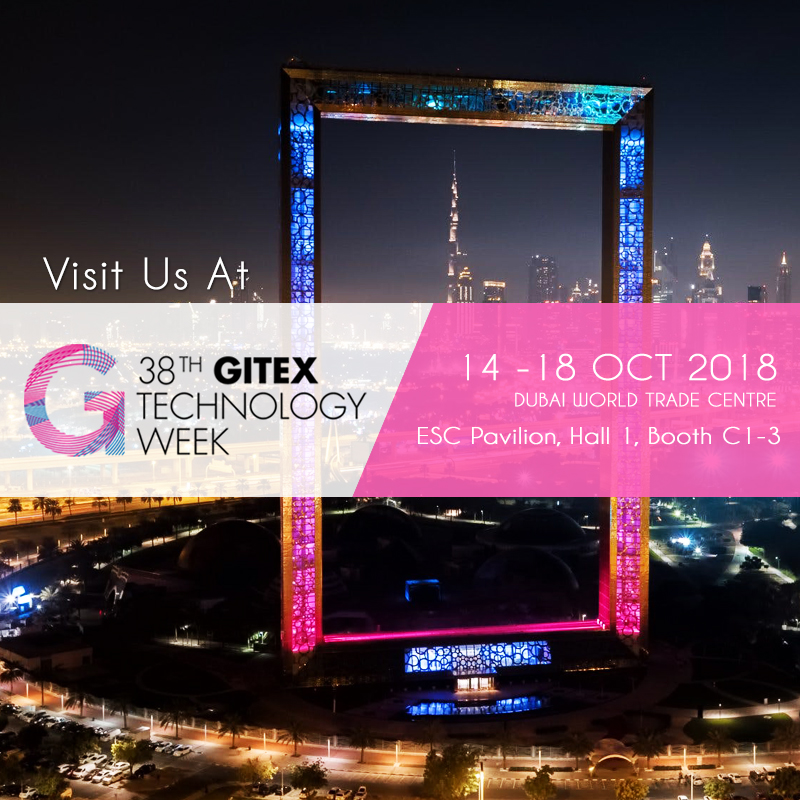 Visit Us At
38TH GITEX
TECHNOLOGY
WEEK
14 -18 OCT 2018
DUBAI WORLD TRADE CENTRE
ESC Pavilion, Hall 1, Booth C1-3